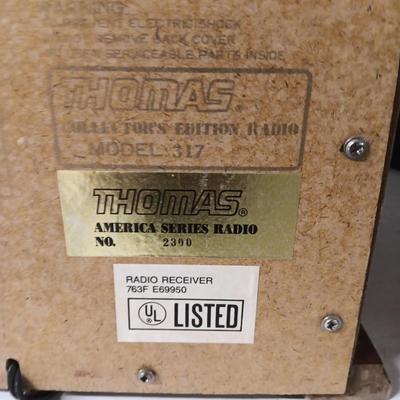 ELECTRIC SHOCK
REMOVE BACK COVER
SERVICEABLE PARTS INSIDE
THOMAS®
COLLECTOR'S EDITION RADIO
MODEL 317
THOMAS®
AMERICA SERIES RADIO
NO. 2300
RADIO RECEIVER
763F E69950
UL ® LISTED